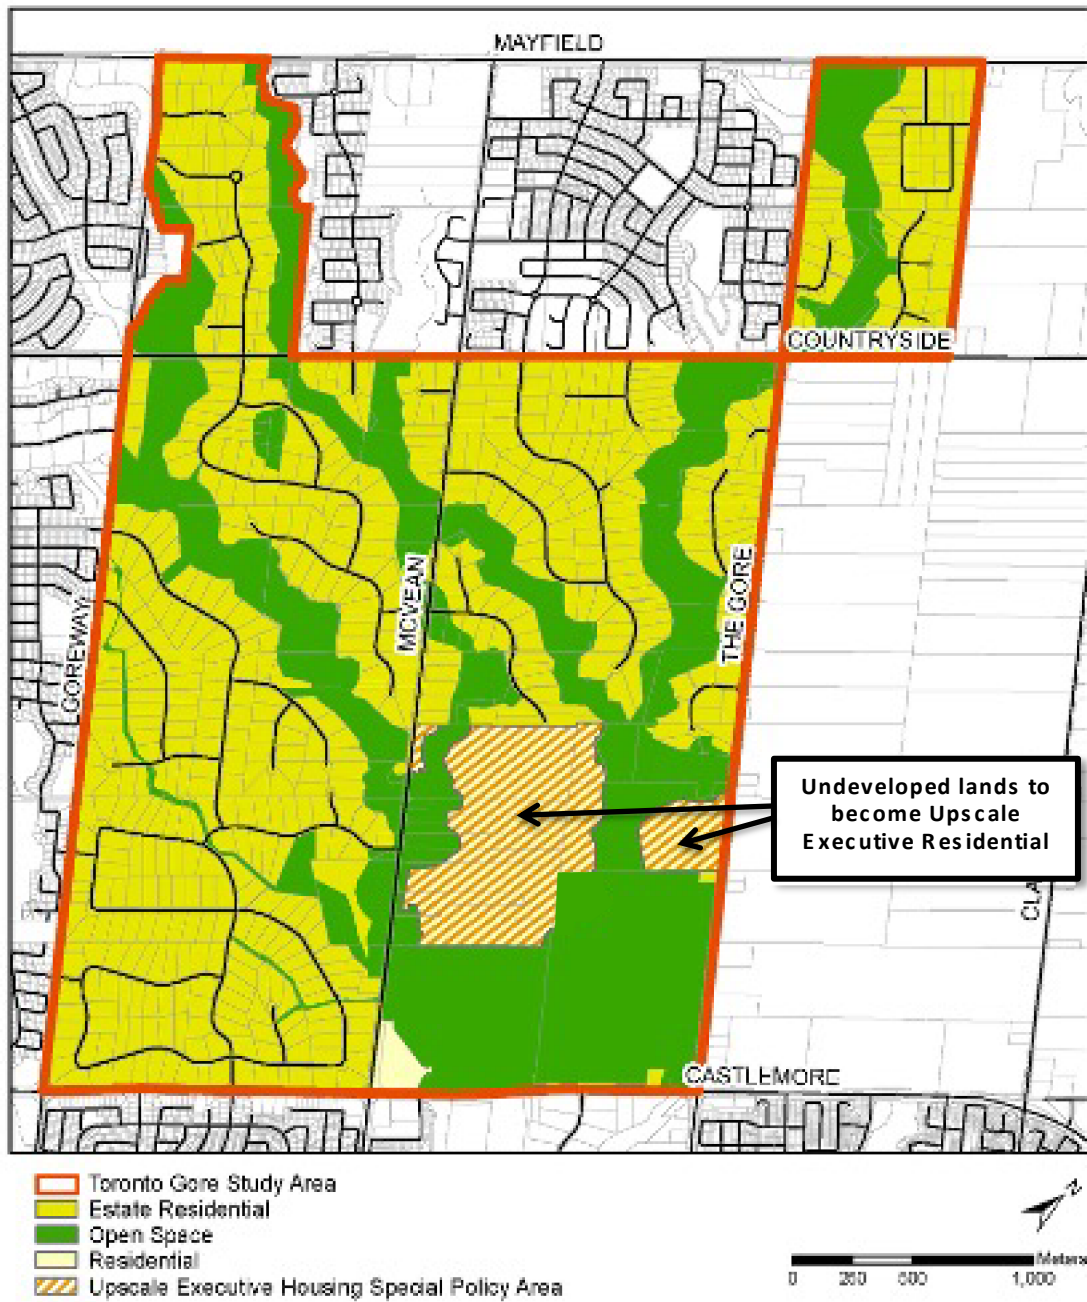 MAYFIELD
COUNTRYSIDE
GOREWAY
MCVEAN
THE GORE
Undeveloped lands to
become Upscale
Executive Residential
CLA
CASTLEMORE
Toronto Gore Study Area
Estate Residential
Open Space
Residential
Upscale Executive Housing Special Policy Area
N
Meters
0 250 500 1,000